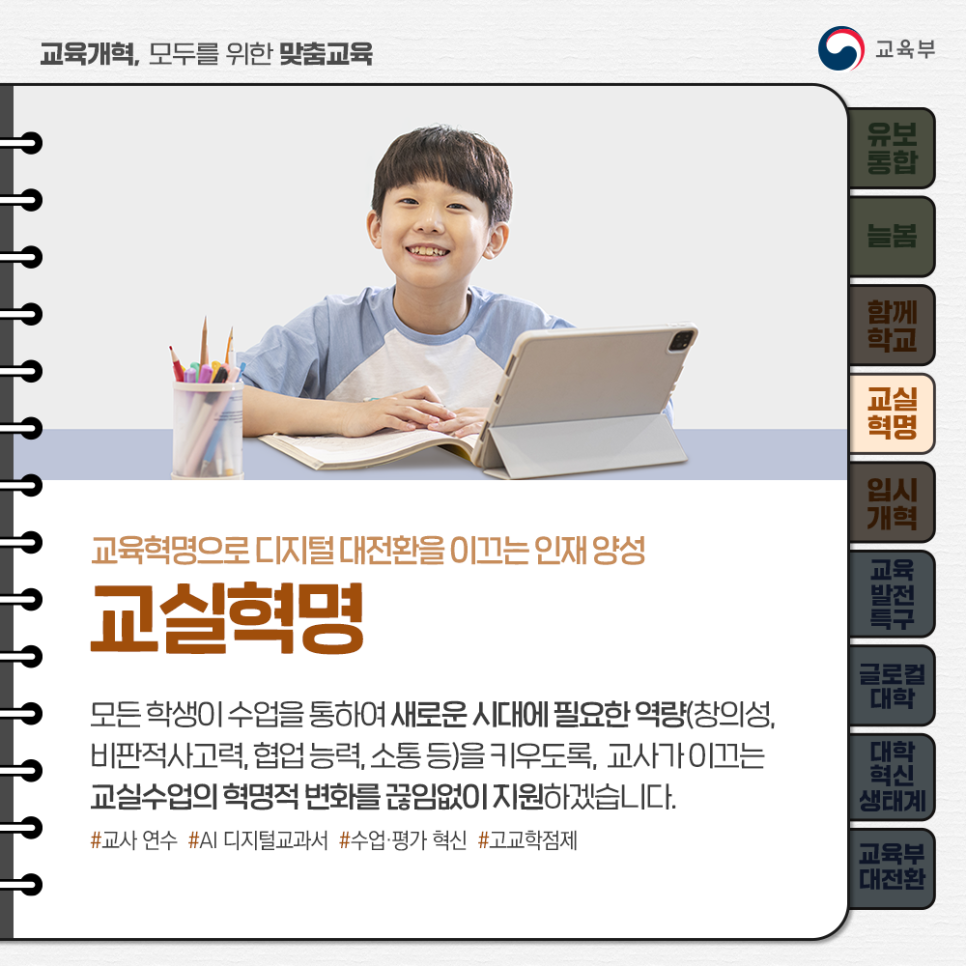 교육개혁, 모두를 위한 맞춤교육
교육부
유보
통합
늘봄
함께
학교
교실
혁명
입시
개혁
교육
발전
특구
글로컬
대학
대학
혁신
생태계
교육부
대전환
교육혁명으로 디지털 대전환을 이끄는 인재 양성
교실혁명
모든 학생이 수업을 통하여 새로운 시대에 필요한 역량(창의성,
비판적사고력, 협업 능력, 소통 등)을 키우도록, 교사가 이끄는
교실수업의 혁명적 변화를 끊임없이 지원하겠습니다.
#교사 연수 #AI 디지털교과서 #수업·평가 혁신 #고교학점제